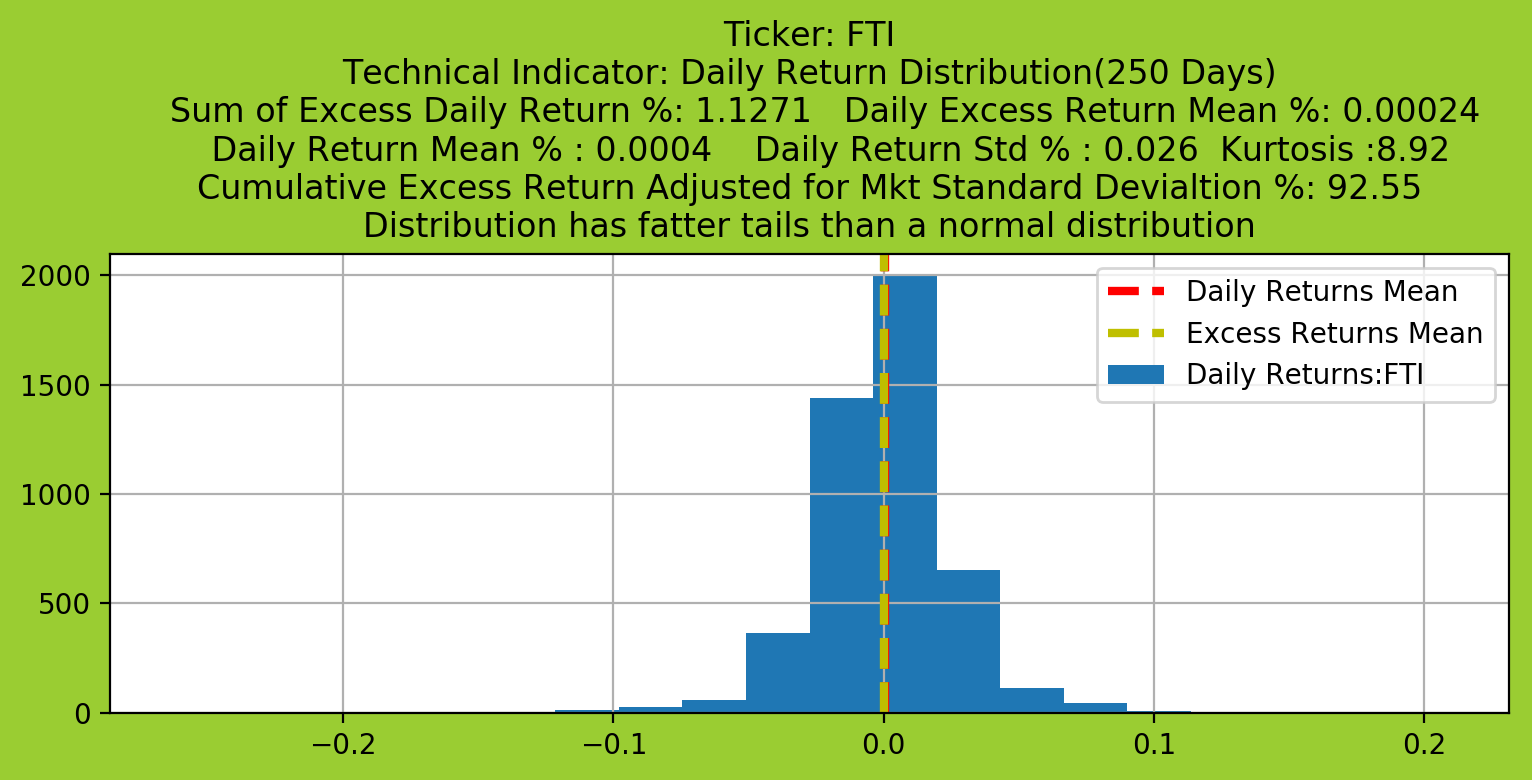 Ticker: FTI
Technical Indicator: Daily Return Distribution(250 Days)
Sum of Excess Daily Return %: 1.1271   Daily Excess Return Mean %: 0.00024
Daily Return Mean % : 0.0004    Daily Return Std % : 0.026  Kurtosis :8.92
Cumulative Excess Return Adjusted for Mkt Standard Devialtion %: 92.55
Distribution has fatter tails than a normal distribution
2000
1500
1000
500
0
Daily Returns Mean
Excess Returns Mean
Daily Returns:FTI
−0.2 −0.1 0.0 0.1 0.2